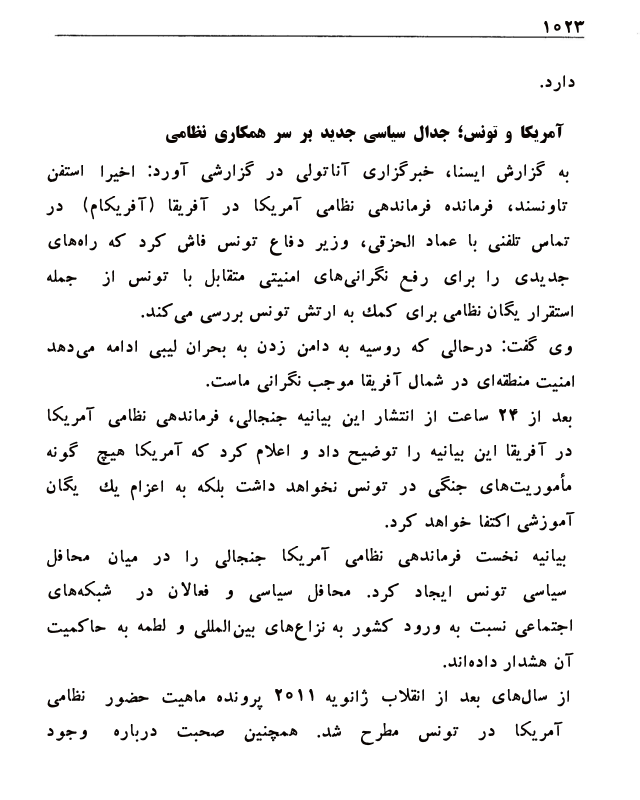 ۱۰۲۳
دارد.
آمریکا و تونس؛ جدال سیاسی جدید بر سر همکاری نظامی
به گزارش ایسنا، خبرگزاری آناتولی در گزارشی آورد: اخیرا استفن
تاونسند، فرمانده فرماندهی نظامی آمریکا در آفریقا (آفریکام) در
تماس تلفنی با عماد الحزقی، وزیر دفاع تونس فاش کرد که راه‌های
جدیدی را برای رفع نگرانی‌های امنیتی متقابل با تونس از جمله
استقرار یگان نظامی برای کمك به ارتش تونس بررسی می‌کند.
وی گفت: درحالی که روسیه به دامن زدن به بحران لیبی ادامه می‌دهد
امنیت منطقه‌ای در شمال آفریقا موجب نگرانی ماست.
بعد از ۲۴ ساعت از انتشار این بیانیه جنجالی، فرماندهی نظامی آمریکا
در آفریقا این بیانیه را توضیح داد و اعلام کرد که آمریکا هیچ گونه
مأموریت‌های جنگی در تونس نخواهد داشت بلکه به اعزام یك یگان
آموزشی اکتفا خواهد کرد.
بیانیه نخست فرماندهی نظامی آمریکا جنجالی را در میان محافل
سیاسی تونس ایجاد کرد. محافل سیاسی و فعالان در شبکه‌های
اجتماعی نسبت به ورود کشور به نزاع‌های بین‌المللی و لطمه به حاکمیت
آن هشدار داده‌اند.
از سال‌های بعد از انقلاب ژانویه ۲۰۱۱ پرونده ماهیت حضور نظامی
آمریکا در تونس مطرح شد. همچنین صحبت درباره وجود